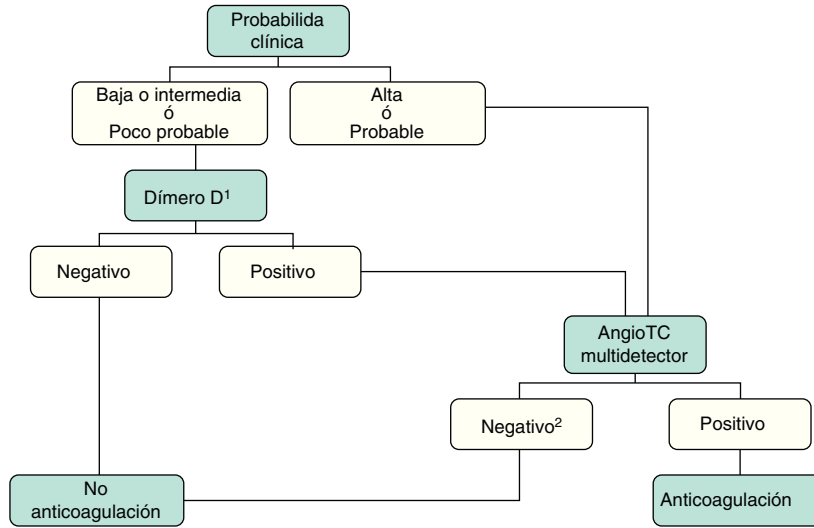 Probabilida
clínica
Baja o intermedia
ó
Poco probable
Alta
ó
Probable
Dímero D¹
Negativo
Positivo
AngioTC
multidetector
Negativo²
Positivo
No
anticoagulación
Anticoagulación